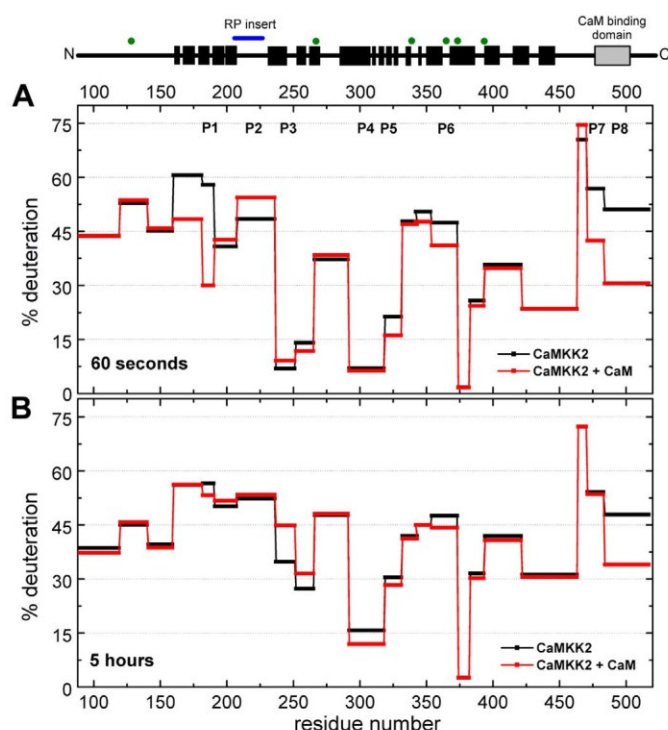 RP insert
CaM binding
domain
N
C
100 150 200 250 300 350 400 450 500
A
P1 P2 P3 P4 P5 P6 P7 P8
75
60
45
30
15
0
% deuteration
60 seconds
CaMKK2
CaMKK2 + CaM
B
75
60
45
30
15
0
% deuteration
5 hours
CaMKK2
CaMKK2 + CaM
100 150 200 250 300 350 400 450 500
residue number